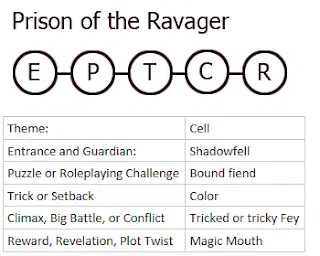 Prison of the Ravager
E P T C R
Theme: Cell
Entrance and Guardian: Shadowfell
Puzzle or Roleplaying Challenge Bound fiend
Trick or Setback Color
Climax, Big Battle, or Conflict Tricked or tricky Fey
Reward, Revelation, Plot Twist Magic Mouth